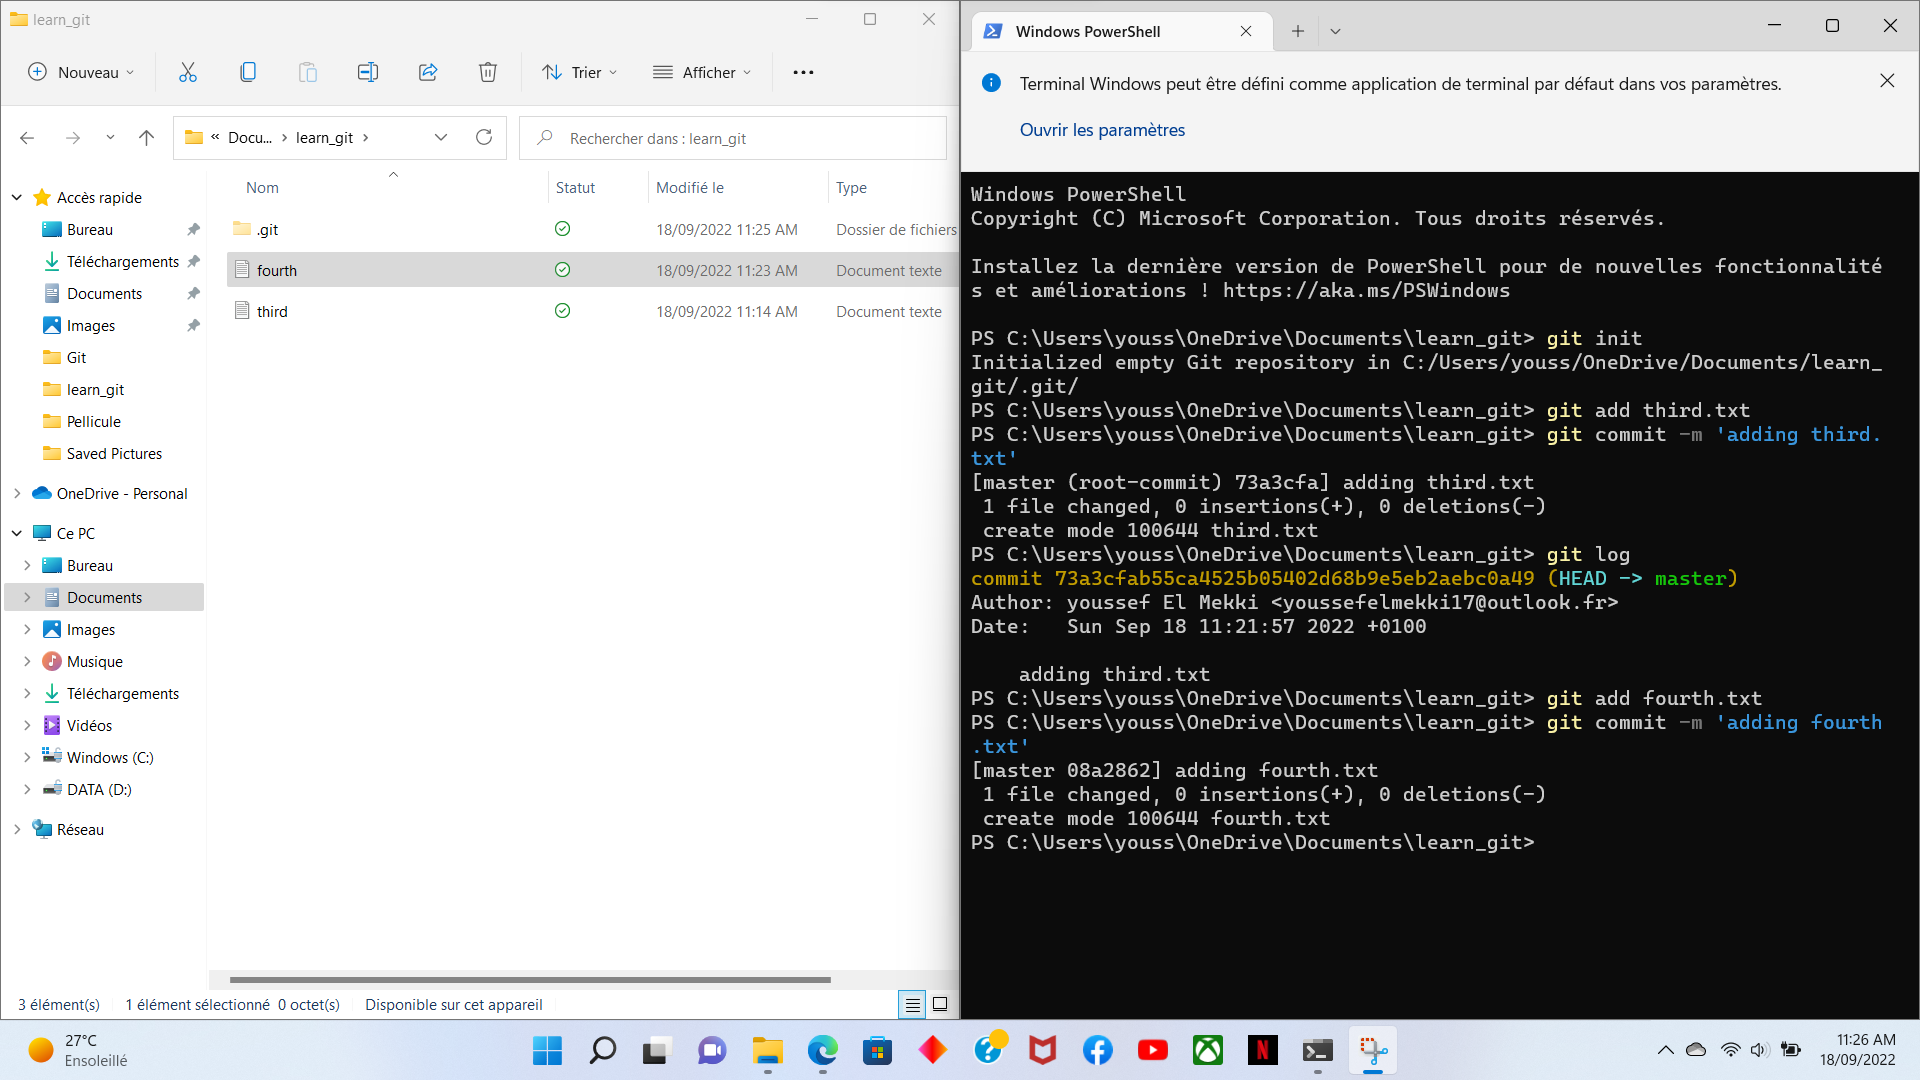 learn_git
Nouveau
Trier
Afficher
« Docu... > learn_git >
Rechercher dans : learn_git
Nom
Statut
Modifié le
Type
.git
18/09/2022 11:25 AM
Dossier de fichiers
fourth
18/09/2022 11:23 AM
Document texte
third
18/09/2022 11:14 AM
Document texte
Accès rapide
Bureau
Téléchargements
Documents
Images
Git
learn_git
Pellicule
Saved Pictures
OneDrive - Personal
Ce PC
Bureau
Documents
Images
Musique
Téléchargements
Vidéos
Windows (C:)
DATA (D:)
Réseau
3 élément(s)
1 élément sélectionné 0 octet(s)
Disponible sur cet appareil
Windows PowerShell
Terminal Windows peut être défini comme application de terminal par défaut dans vos paramètres.
Ouvrir les paramètres
Windows PowerShell
Copyright (C) Microsoft Corporation. Tous droits réservés.
Installez la dernière version de PowerShell pour de nouvelles fonctionnalité
s et améliorations ! https://aka.ms/PSWindows
PS C:\Users\youss\OneDrive\Documents\learn_git> git init
Initialized empty Git repository in C:/Users/youss/OneDrive/Documents/learn_
git/.git/
PS C:\Users\youss\OneDrive\Documents\learn_git> git add third.txt
PS C:\Users\youss\OneDrive\Documents\learn_git> git commit -m 'adding third.
txt'
[master (root-commit) 73a3cfa] adding third.txt
1 file changed, 0 insertions(+), 0 deletions(-)
create mode 100644 third.txt
PS C:\Users\youss\OneDrive\Documents\learn_git> git log
commit 73a3cfab55ca4525b05402d68b9e5eb2aebc0a49 (HEAD -> master)
Author: youssef El Mekki <youssefelmekki17@outlook.fr>
Date:   Sun Sep 18 11:21:57 2022 +0100
adding third.txt
PS C:\Users\youss\OneDrive\Documents\learn_git> git add fourth.txt
PS C:\Users\youss\OneDrive\Documents\learn_git> git commit -m 'adding fourth
.txt'
[master 08a2862] adding fourth.txt
1 file changed, 0 insertions(+), 0 deletions(-)
create mode 100644 fourth.txt
PS C:\Users\youss\OneDrive\Documents\learn_git>
27°C
Ensoleillé
11:26 AM
18/09/2022